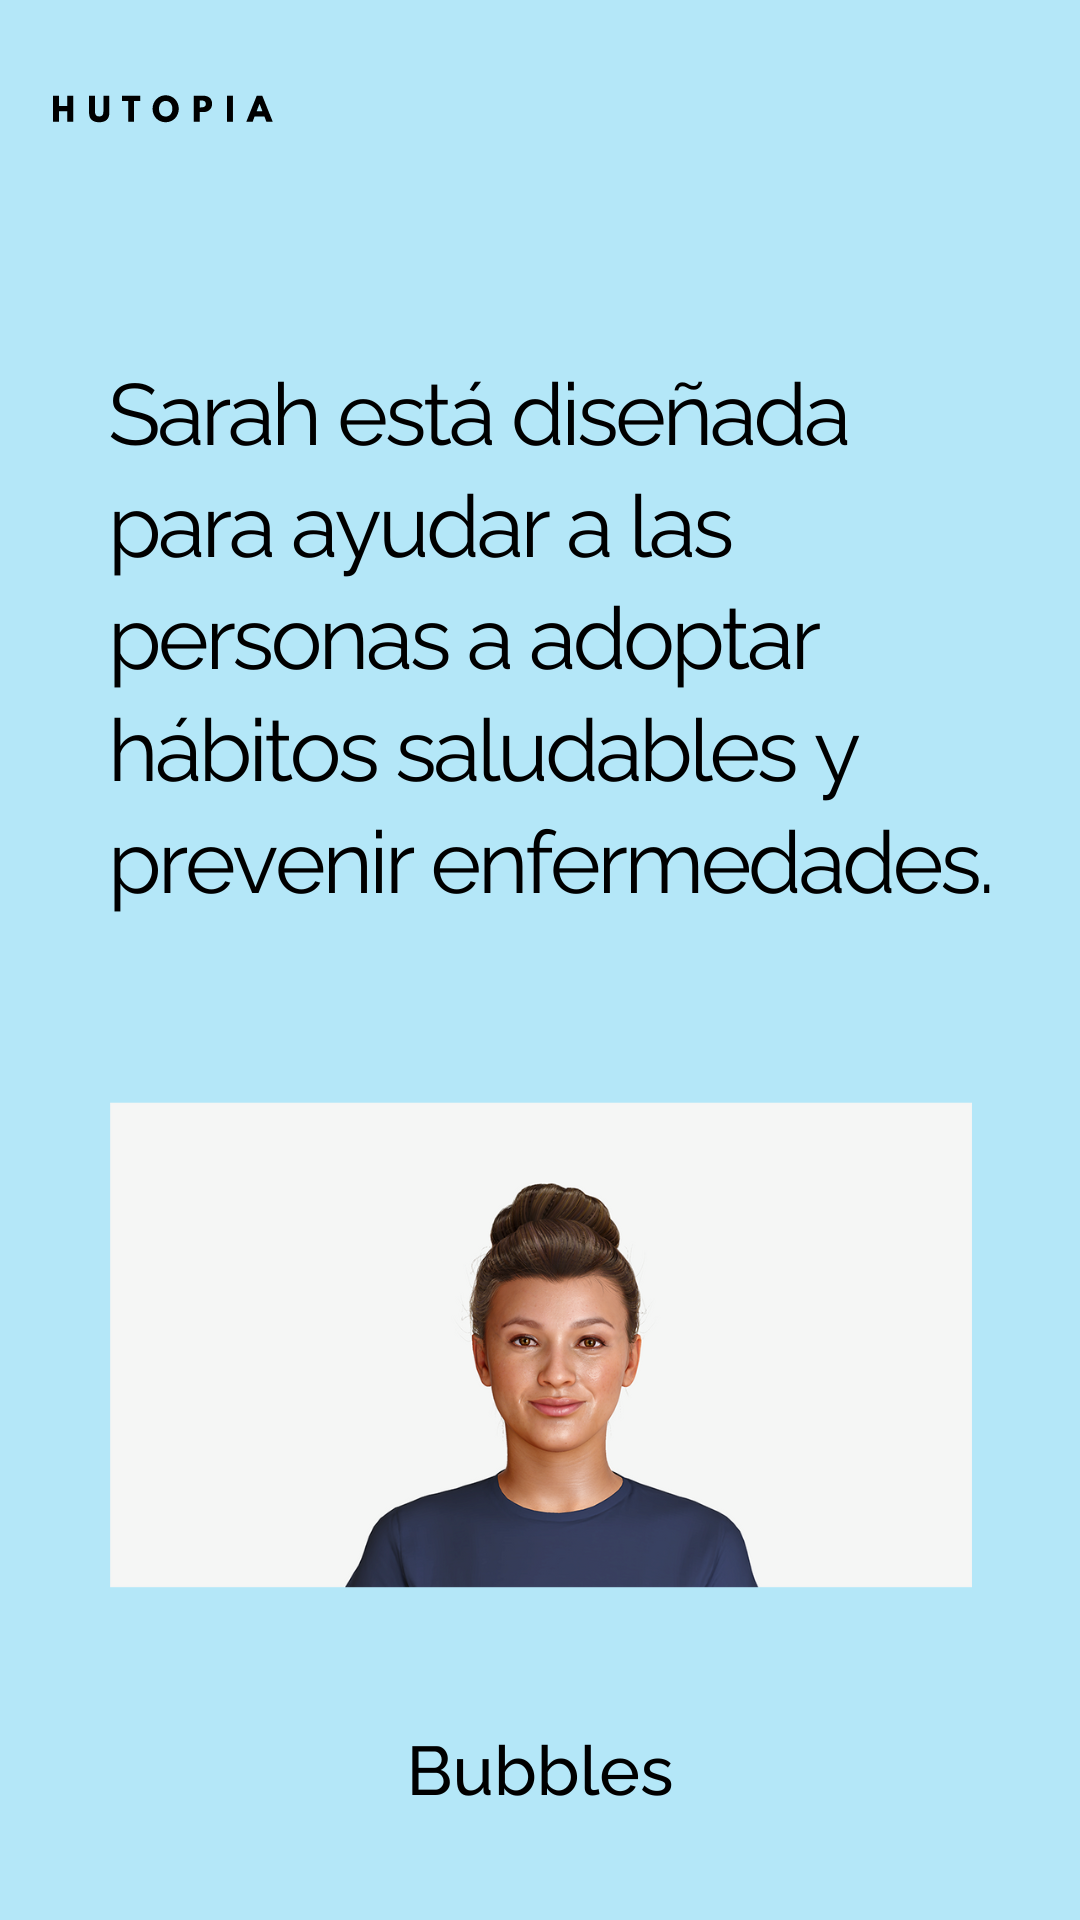 HUTOPIA
Sarah está diseñada
para ayudar a las
personas a adoptar
hábitos saludables y
prevenir enfermedades.
Bubbles